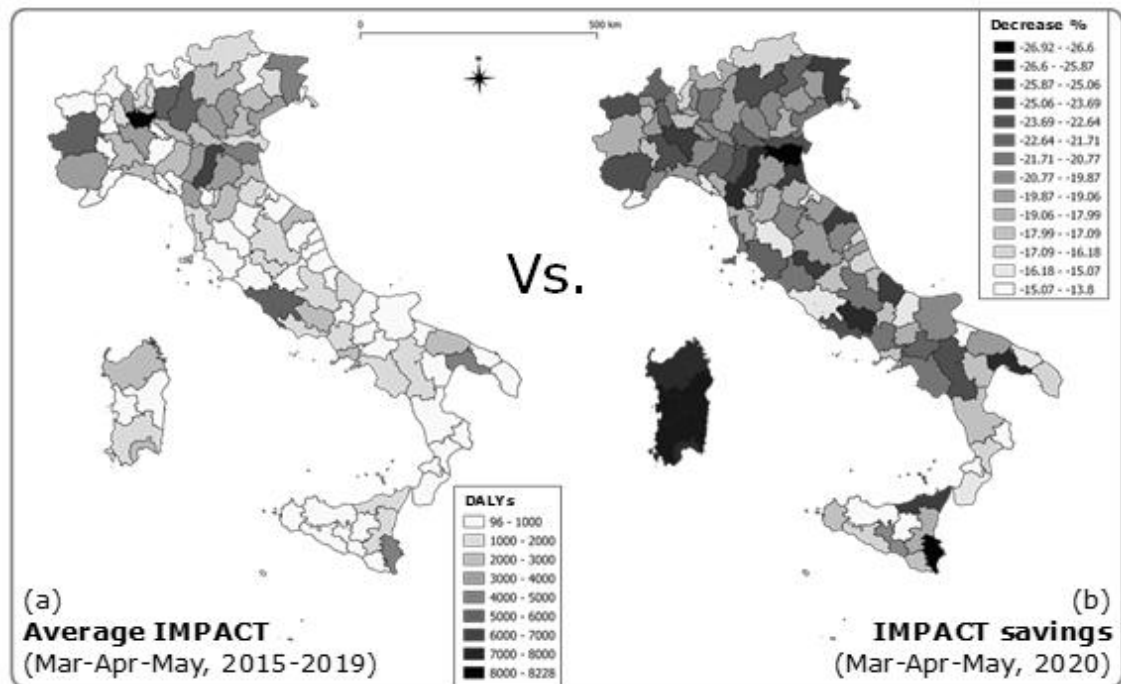 0 500 km
Decrease %
-26.92 - -26.6
-26.6 - -25.87
-25.87 - -25.06
-25.06 - -23.69
-23.69 - -22.64
-22.64 - -21.71
-21.71 - -20.77
-20.77 - -19.87
-19.87 - -19.06
-19.06 - -17.99
-17.99 - -17.09
-17.09 - -16.18
-16.18 - -15.07
-15.07 - -13.8
Vs.
DALYs
96 - 1000
1000 - 2000
2000 - 3000
3000 - 4000
4000 - 5000
5000 - 6000
6000 - 7000
7000 - 8000
8000 - 8228
(a)
Average IMPACT
(Mar-Apr-May, 2015-2019)
(b)
IMPACT savings
(Mar-Apr-May, 2020)